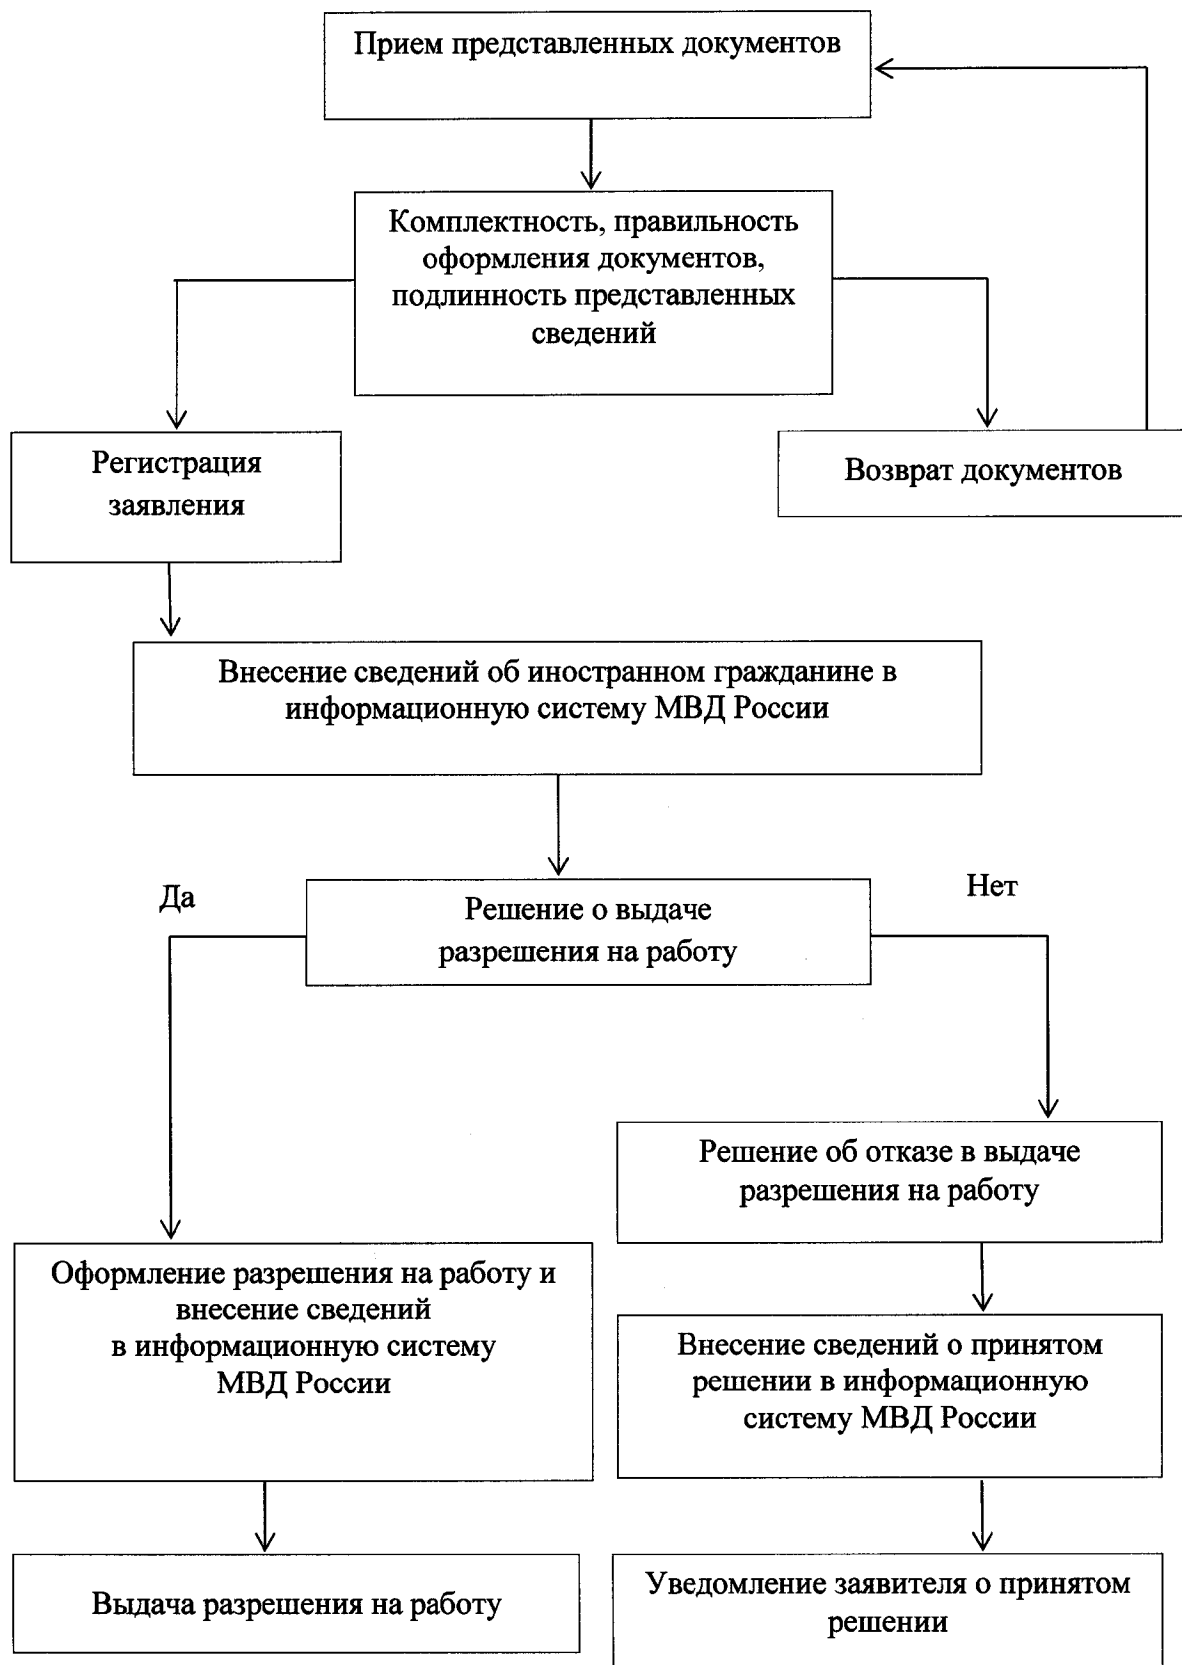 Прием представленных документов
Комплектность, правильность
оформления документов,
подлинность представленных
сведений
Регистрация
заявления
Возврат документов
Внесение сведений об иностранном гражданине в
информационную систему МВД России
Да
Нет
Решение о выдаче
разрешения на работу
Решение об отказе в выдаче
разрешения на работу
Оформление разрешения на работу и
внесение сведений
в информационную систему
МВД России
Внесение сведений о принятом
решении в информационную
систему МВД России
Выдача разрешения на работу
Уведомление заявителя о принятом
решении